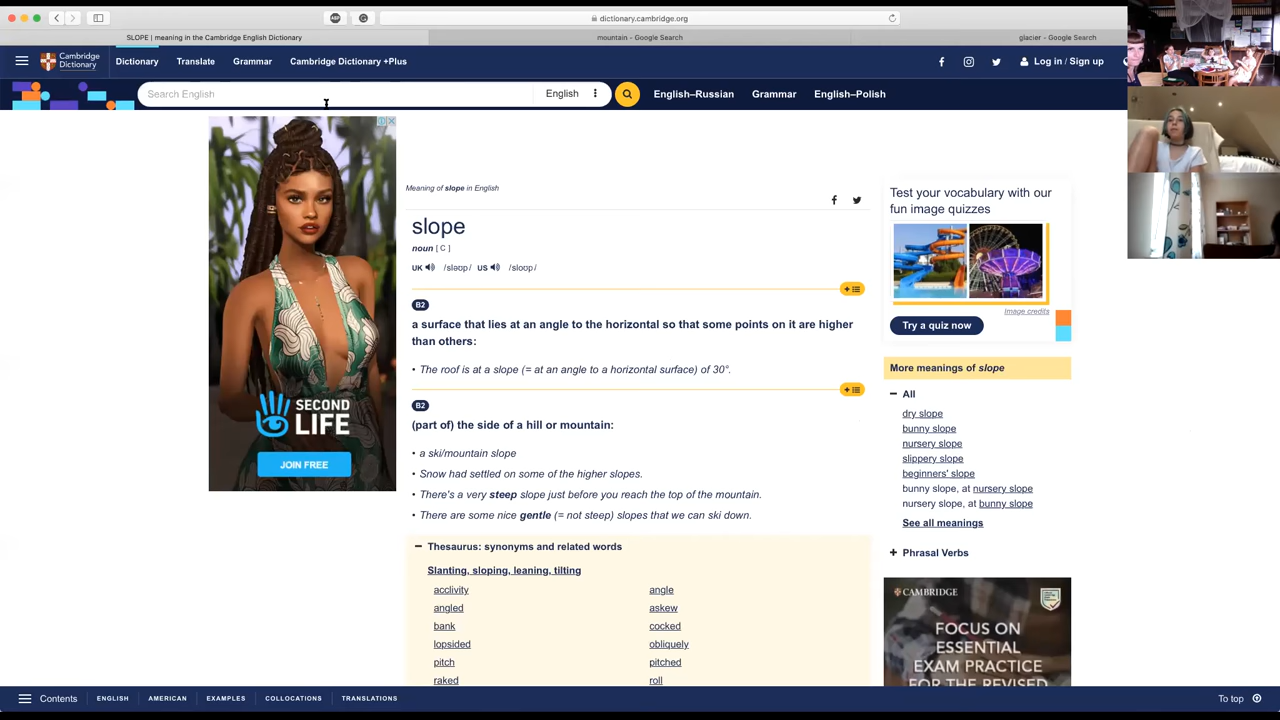 dictionary.cambridge.org
SLOPE | meaning in the Cambridge English Dictionary
mountain - Google Search
glacier - Google Search
Cambridge
Dictionary
Dictionary
Translate
Grammar
Cambridge Dictionary +Plus
Log in / Sign up
Search English
English
English–Russian
Grammar
English–Polish
Meaning of slope in English
slope
noun [ C ]
UK /sləʊp/ US /sloʊp/
B2
a surface that lies at an angle to the horizontal so that some points on it are higher
than others:
• The roof is at a slope (= at an angle to a horizontal surface) of 30°.
B2
(part of) the side of a hill or mountain:
• a ski/mountain slope
• Snow had settled on some of the higher slopes.
• There's a very steep slope just before you reach the top of the mountain.
• There are some nice gentle (= not steep) slopes that we can ski down.
– Thesaurus: synonyms and related words
Slanting, sloping, leaning, tilting
acclivity
angle
angled
askew
bank
cocked
lopsided
obliquely
pitch
pitched
raked
roll
SECOND
LIFE
JOIN FREE
Test your vocabulary with our
fun image quizzes
Image credits
Try a quiz now
More meanings of slope
– All
dry slope
bunny slope
nursery slope
slippery slope
beginners' slope
bunny slope, at nursery slope
nursery slope, at bunny slope
See all meanings
+ Phrasal Verbs
CAMBRIDGE
FOCUS ON
ESSENTIAL
EXAM PRACTICE
FOR THE REVISED
Contents
ENGLISH
AMERICAN
EXAMPLES
COLLOCATIONS
TRANSLATIONS
To top